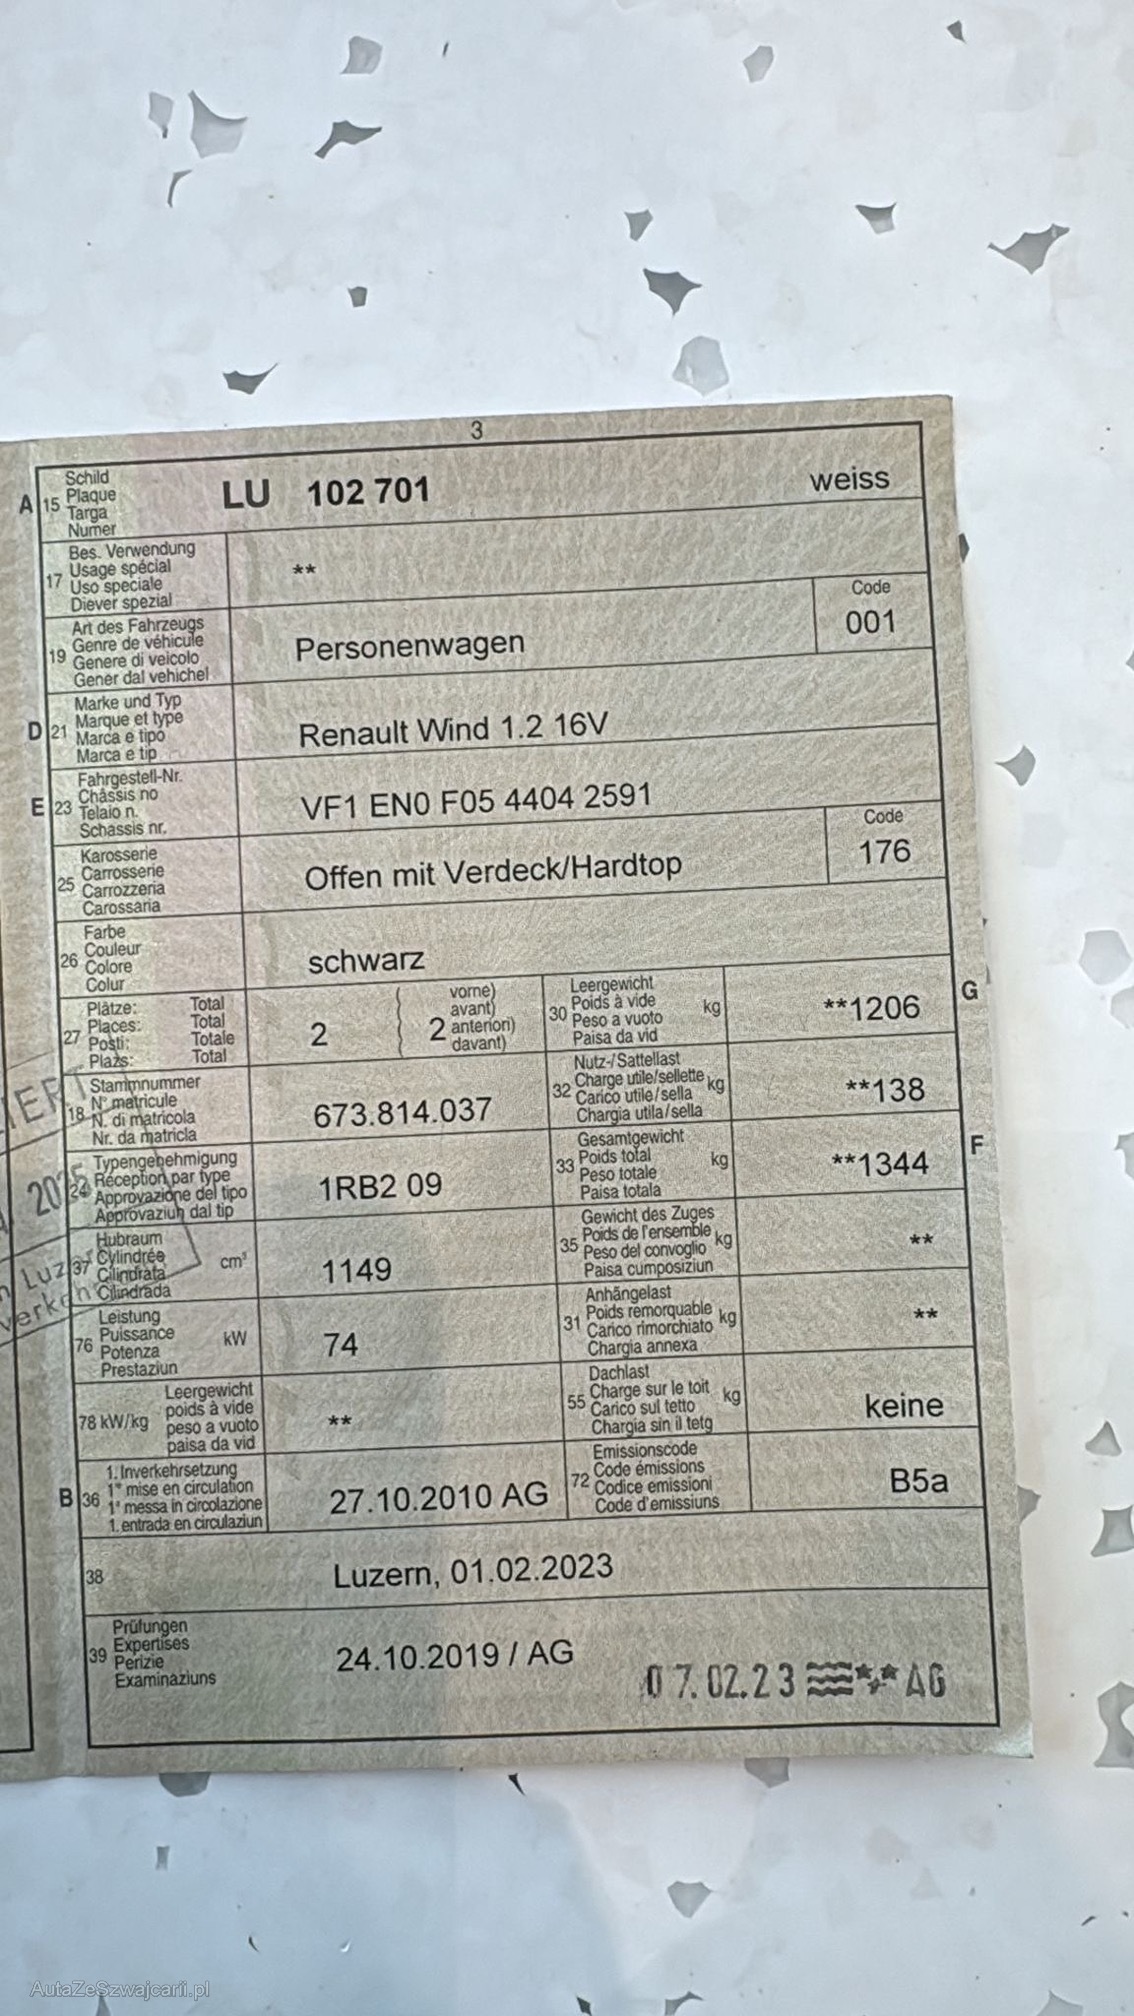 3
A 15 Schild
Plaque
Targa
Numer
LU 102 701 weiss
17 Bes. Verwendung
Usage spécial
Uso speciale
Diever spezial
**
19 Art des Fahrzeugs
Genre de véhicule
Genere di veicolo
Gener dal vehichel
Personenwagen
Code
001
D 21 Marke und Typ
Marque et type
Marca e tipo
Marca e tip
Renault Wind 1.2 16V
E 23 Fahrgestell-Nr.
Châssis no
Telaio n.
Schassis nr.
VF1 EN0 F05 4404 2591
25 Karosserie
Carrosserie
Carrozzeria
Carossaria
Offen mit Verdeck/Hardtop
Code
176
26 Farbe
Couleur
Colore
Colur
schwarz
27 Plätze: Total
Places: Total
Posti: Totale
Plazs: Total
2
2
vorne)
avant)
anteriori)
davant)
30 Leergewicht
Poids à vide
Peso a vuoto
Paisa da vid
kg
**1206
G
18 Stammnummer
N° matricule
N. di matricola
Nr. da matricla
673.814.037
32 Nutz-/Sattellast
Charge utile/sellette
Carico utile/sella
Chargia utila/sella
kg
**138
24 Typengenehmigung
Réception par type
Approvazione del tipo
Approvaziun dal tip
1RB2 09
33 Gesamtgewicht
Poids total
Peso totale
Paisa totala
kg
**1344
F
37 Hubraum
Cylindrée
Cilindrata
Cilindrada
cm³
1149
35 Gewicht des Zuges
Poids de l'ensemble
Peso del convoglio
Paisa cumposiziun
kg
**
76 Leistung
Puissance
Potenza
Prestaziun
kW
74
31 Anhängelast
Poids remorquable
Carico rimorchiato
Chargia annexa
kg
**
78 kW/kg
Leergewicht
poids à vide
peso a vuoto
paisa da vid
**
55 Dachlast
Charge sur le toit
Carico sul tetto
Chargia sin il tetg
kg
keine
B 36 1. Inverkehrsetzung
1re mise en circulation
1a messa in circolazione
1. entrada en circulaziun
27.10.2010 AG
72 Emissionscode
Code émissions
Codice emissioni
Code d'emissiuns
B5a
38
Luzern, 01.02.2023
39 Prüfungen
Expertises
Perizie
Examinaziuns
24.10.2019 / AG
07.02.23 AG
AutaZeSzwajcarii.pl